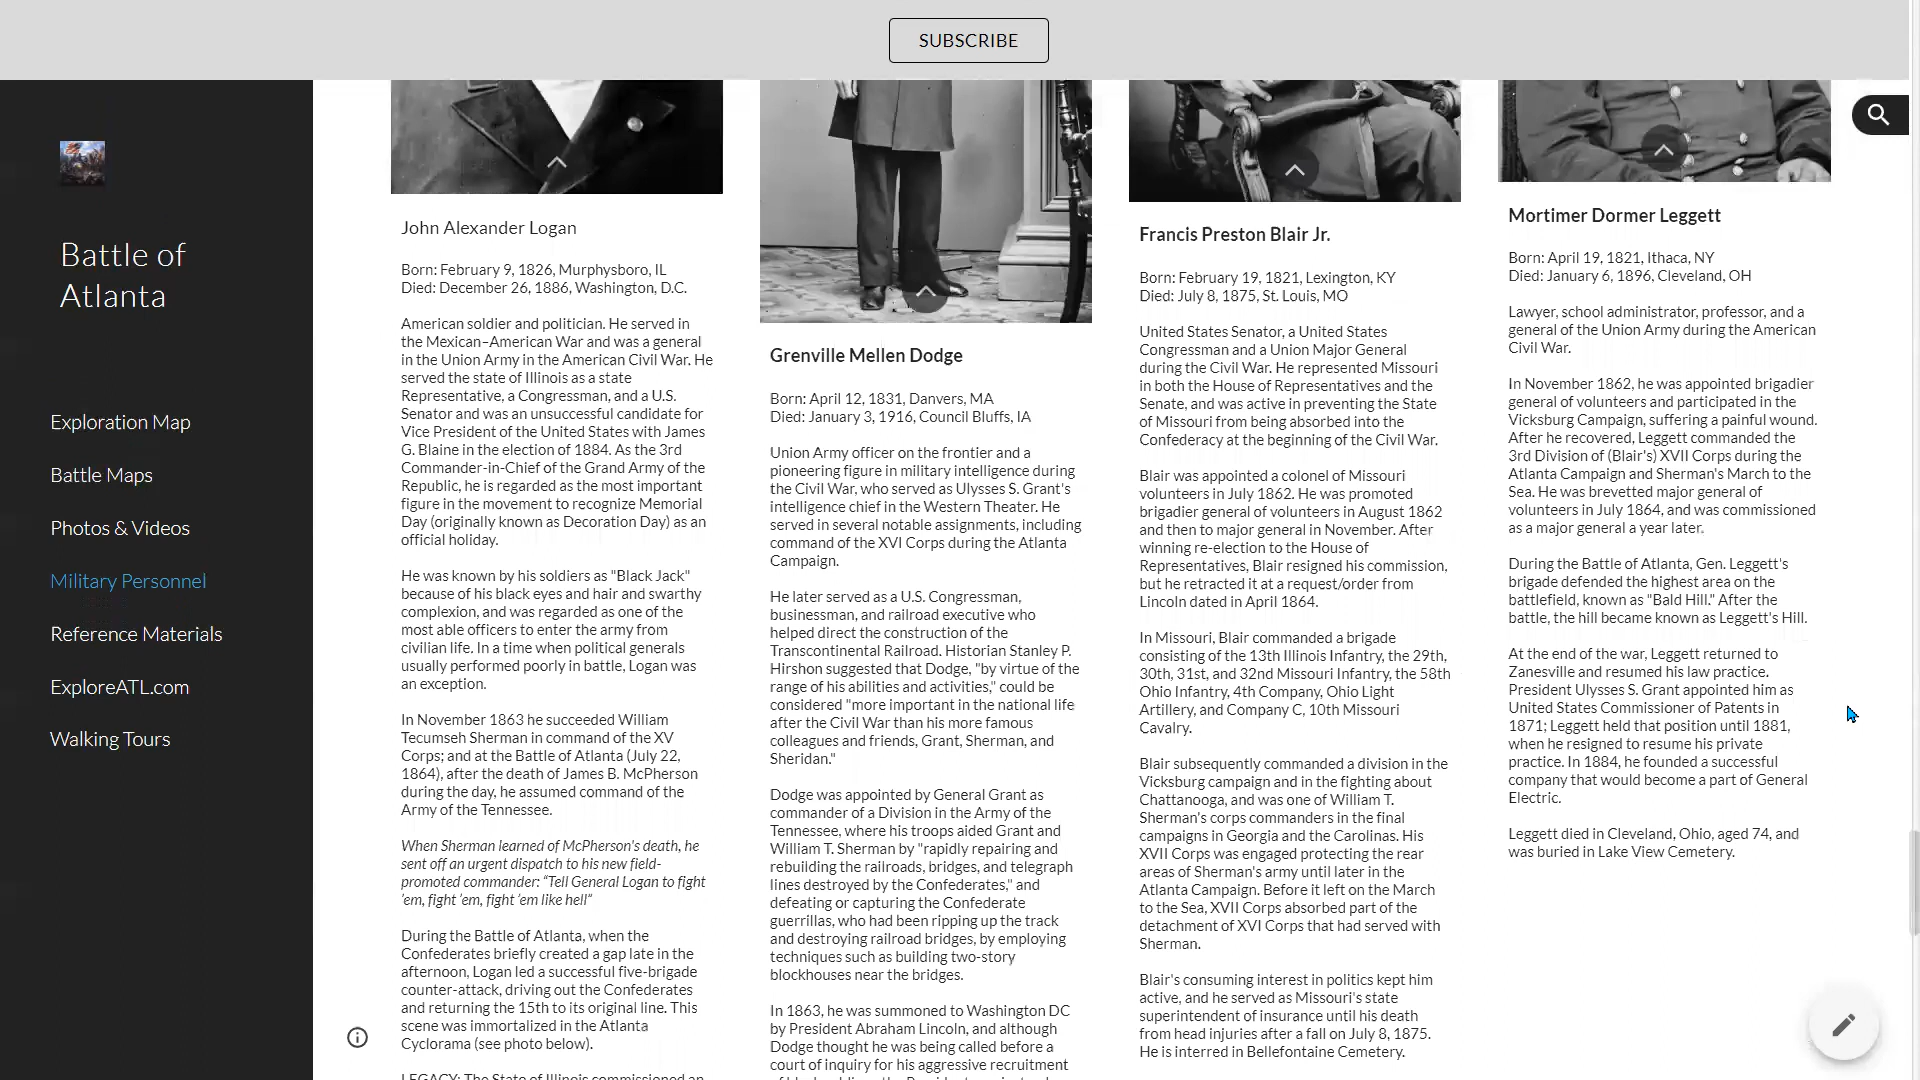 SUBSCRIBE
Battle of
Atlanta
Exploration Map
Battle Maps
Photos & Videos
Military Personnel
Reference Materials
ExploreATL.com
Walking Tours
John Alexander Logan
Born: February 9, 1826, Murphysboro, IL
Died: December 26, 1886, Washington, D.C.
American soldier and politician. He served in
the Mexican–American War and was a general
in the Union Army in the American Civil War. He
served the state of Illinois as a state
Representative, a Congressman, and a U.S.
Senator and was an unsuccessful candidate for
Vice President of the United States with James
G. Blaine in the election of 1884. As the 3rd
Commander-in-Chief of the Grand Army of the
Republic, he is regarded as the most important
figure in the movement to recognize Memorial
Day (originally known as Decoration Day) as an
official holiday.
He was known by his soldiers as "Black Jack"
because of his black eyes and hair and swarthy
complexion, and was regarded as one of the
most able officers to enter the army from
civilian life. In a time when political generals
usually performed poorly in battle, Logan was
an exception.
In November 1863 he succeeded William
Tecumseh Sherman in command of the XV
Corps; and at the Battle of Atlanta (July 22,
1864), after the death of James B. McPherson
during the day, he assumed command of the
Army of the Tennessee.
When Sherman learned of McPherson's death, he
sent off an urgent dispatch to his new field-
promoted commander: “Tell General Logan to fight
'em, fight 'em, fight 'em like hell”
During the Battle of Atlanta, when the
Confederates briefly created a gap late in the
afternoon, Logan led a successful five-brigade
counter-attack, driving out the Confederates
and returning the 15th to its original line. This
scene was immortalized in the Atlanta
Cyclorama (see photo below).
LEGACY: The State of Illinois commissioned an
Grenville Mellen Dodge
Born: April 12, 1831, Danvers, MA
Died: January 3, 1916, Council Bluffs, IA
Union Army officer on the frontier and a
pioneering figure in military intelligence during
the Civil War, who served as Ulysses S. Grant's
intelligence chief in the Western Theater. He
served in several notable assignments, including
command of the XVI Corps during the Atlanta
Campaign.
He later served as a U.S. Congressman,
businessman, and railroad executive who
helped direct the construction of the
Transcontinental Railroad. Historian Stanley P.
Hirshon suggested that Dodge, "by virtue of the
range of his abilities and activities," could be
considered "more important in the national life
after the Civil War than his more famous
colleagues and friends, Grant, Sherman, and
Sheridan."
Dodge was appointed by General Grant as
commander of a Division in the Army of the
Tennessee, where his troops aided Grant and
William T. Sherman by "rapidly repairing and
rebuilding the railroads, bridges, and telegraph
lines destroyed by the Confederates," and
defeating or capturing the Confederate
guerrillas, who had been ripping up the track
and destroying railroad bridges, by employing
techniques such as building two-story
blockhouses near the bridges.
In 1863, he was summoned to Washington DC
by President Abraham Lincoln, and although
Dodge thought he was being called before a
court of inquiry for his aggressive recruitment
Francis Preston Blair Jr.
Born: February 19, 1821, Lexington, KY
Died: July 8, 1875, St. Louis, MO
United States Senator, a United States
Congressman and a Union Major General
during the Civil War. He represented Missouri
in both the House of Representatives and the
Senate, and was active in preventing the State
of Missouri from being absorbed into the
Confederacy at the beginning of the Civil War.
Blair was appointed a colonel of Missouri
volunteers in July 1862. He was promoted
brigadier general of volunteers in August 1862
and then to major general in November. After
winning re-election to the House of
Representatives, Blair resigned his commission,
but he retracted it at a request/order from
Lincoln dated in April 1864.
In Missouri, Blair commanded a brigade
consisting of the 13th Illinois Infantry, the 29th,
30th, 31st, and 32nd Missouri Infantry, the 58th
Ohio Infantry, 4th Company, Ohio Light
Artillery, and Company C, 10th Missouri
Cavalry.
Blair subsequently commanded a division in the
Vicksburg campaign and in the fighting about
Chattanooga, and was one of William T.
Sherman's corps commanders in the final
campaigns in Georgia and the Carolinas. His
XVII Corps was engaged protecting the rear
areas of Sherman's army until later in the
Atlanta Campaign. Before it left on the March
to the Sea, XVII Corps absorbed part of the
detachment of XVI Corps that had served with
Sherman.
Blair's consuming interest in politics kept him
active, and he served as Missouri's state
superintendent of insurance until his death
from head injuries after a fall on July 8, 1875.
He is interred in Bellefontaine Cemetery.
Mortimer Dormer Leggett
Born: April 19, 1821, Ithaca, NY
Died: January 6, 1896, Cleveland, OH
Lawyer, school administrator, professor, and a
general of the Union Army during the American
Civil War.
In November 1862, he was appointed brigadier
general of volunteers and participated in the
Vicksburg Campaign, suffering a painful wound.
After he recovered, Leggett commanded the
3rd Division of (Blair's) XVII Corps during the
Atlanta Campaign and Sherman's March to the
Sea. He was brevetted major general of
volunteers in July 1864, and was commissioned
as a major general a year later.
During the Battle of Atlanta, Gen. Leggett's
brigade defended the highest area on the
battlefield, known as "Bald Hill." After the
battle, the hill became known as Leggett's Hill.
At the end of the war, Leggett returned to
Zanesville and resumed his law practice.
President Ulysses S. Grant appointed him as
United States Commissioner of Patents in
1871; Leggett held that position until 1881,
when he resigned to resume his private
practice. In 1884, he founded a successful
company that would become a part of General
Electric.
Leggett died in Cleveland, Ohio, aged 74, and
was buried in Lake View Cemetery.